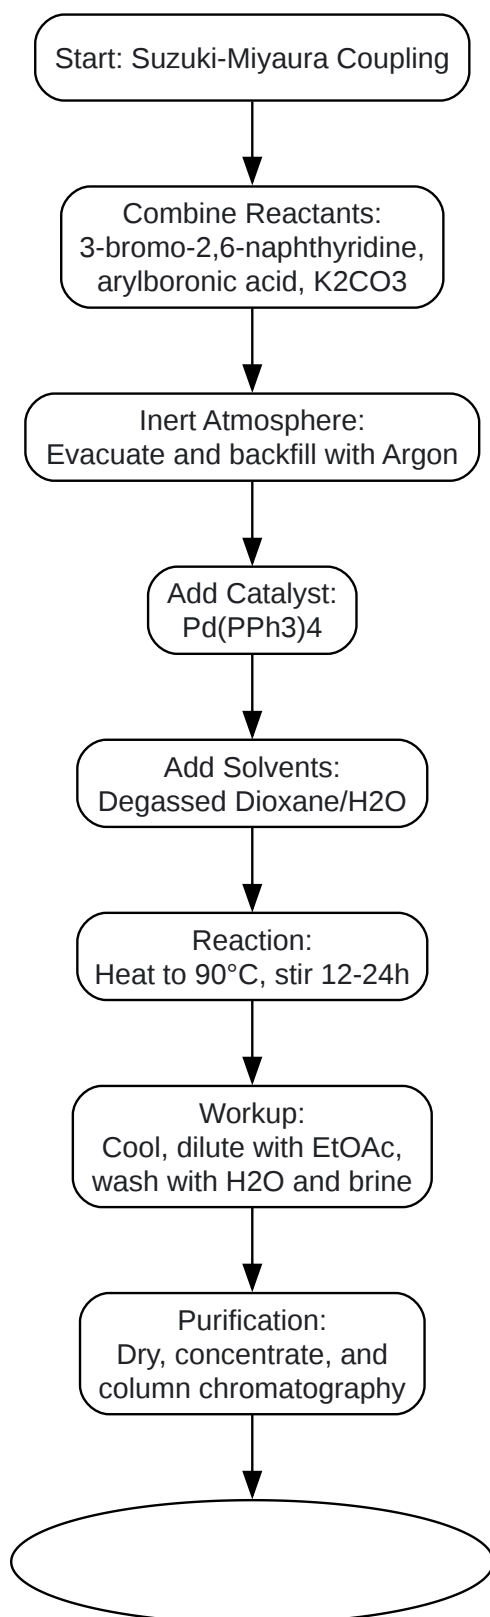 Start: Suzuki-Miyaura Coupling
Combine Reactants:
3-bromo-2,6-naphthyridine,
arylboronic acid, K2CO3
Inert Atmosphere:
Evacuate and backfill with Argon
Add Catalyst:
Pd(PPh3)4
Add Solvents:
Degassed Dioxane/H2O
Reaction:
Heat to 90°C, stir 12-24h
Workup:
Cool, dilute with EtOAc,
wash with H2O and brine
Purification:
Dry, concentrate, and
column chromatography